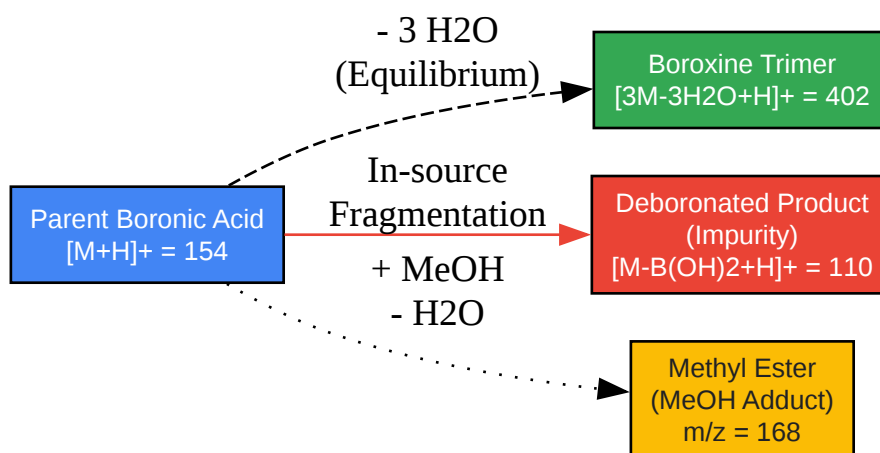 - 3 H2O
(Equilibrium)
Boroxine Trimer
[3M-3H2O+H]+ = 402
Parent Boronic Acid
[M+H]+ = 154
In-source
Fragmentation
Deboronated Product
(Impurity)
[M-B(OH)2+H]+ = 110
+ MeOH
- H2O
Methyl Ester
(MeOH Adduct)
m/z = 168